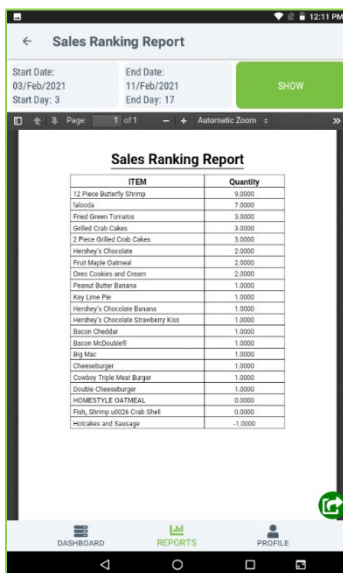 12:11 PM
Sales Ranking Report
Start Date: End Date:
03/Feb/2021 11/Feb/2021
Start Day: 3 End Day: 17
SHOW
Page: 1 of 1 − + Automatic Zoom
Sales Ranking Report
ITEM Quantity
12 Piece Butterfly Shrimp 9.0000
falooda 7.0000
Fried Green Tomatos 3.0000
Grilled Crab Cakes 3.0000
2 Piece Grilled Crab Cakes 3.0000
Hershey's Chocolate 2.0000
Fruit Maple Oatmeal 2.0000
Oreo Cookies and Cream 2.0000
Peanut Butter Banana 1.0000
Key Lime Pie 1.0000
Hershey's Chocolate Banana 1.0000
Hershey's Chocolate Strawberry Kiss 1.0000
Bacon Cheddar 1.0000
Bacon McDouble® 1.0000
Big Mac 1.0000
Cheeseburger 1.0000
Cowboy Triple Meat Burger 1.0000
Double Cheeseburger 1.0000
HOMESTYLE OATMEAL 0.0000
Fish, Shrimp u0026 Crab Shell 0.0000
Hotcakes and Sausage -1.0000
DASHBOARD REPORTS PROFILE